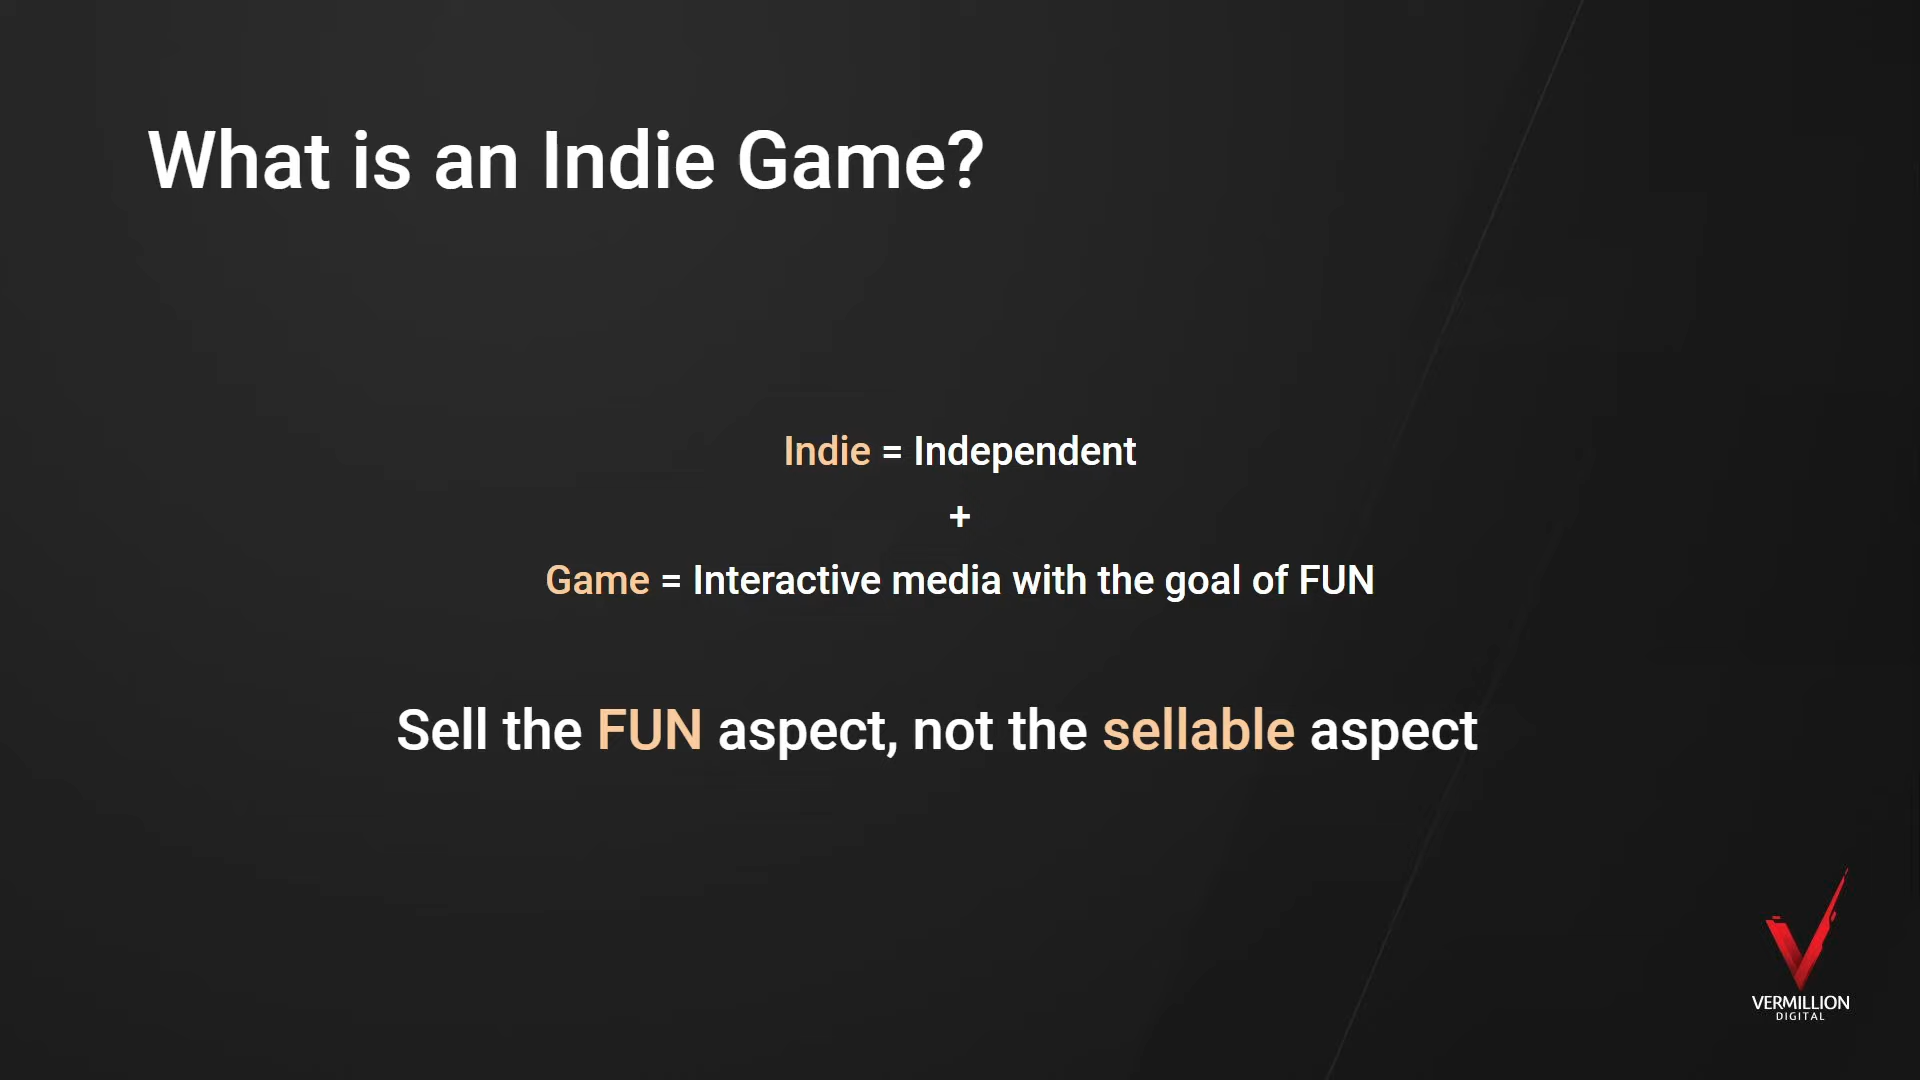 What is an Indie Game?
Indie = Independent
+
Game = Interactive media with the goal of FUN
Sell the FUN aspect, not the sellable aspect
VERMILLION
DIGITAL